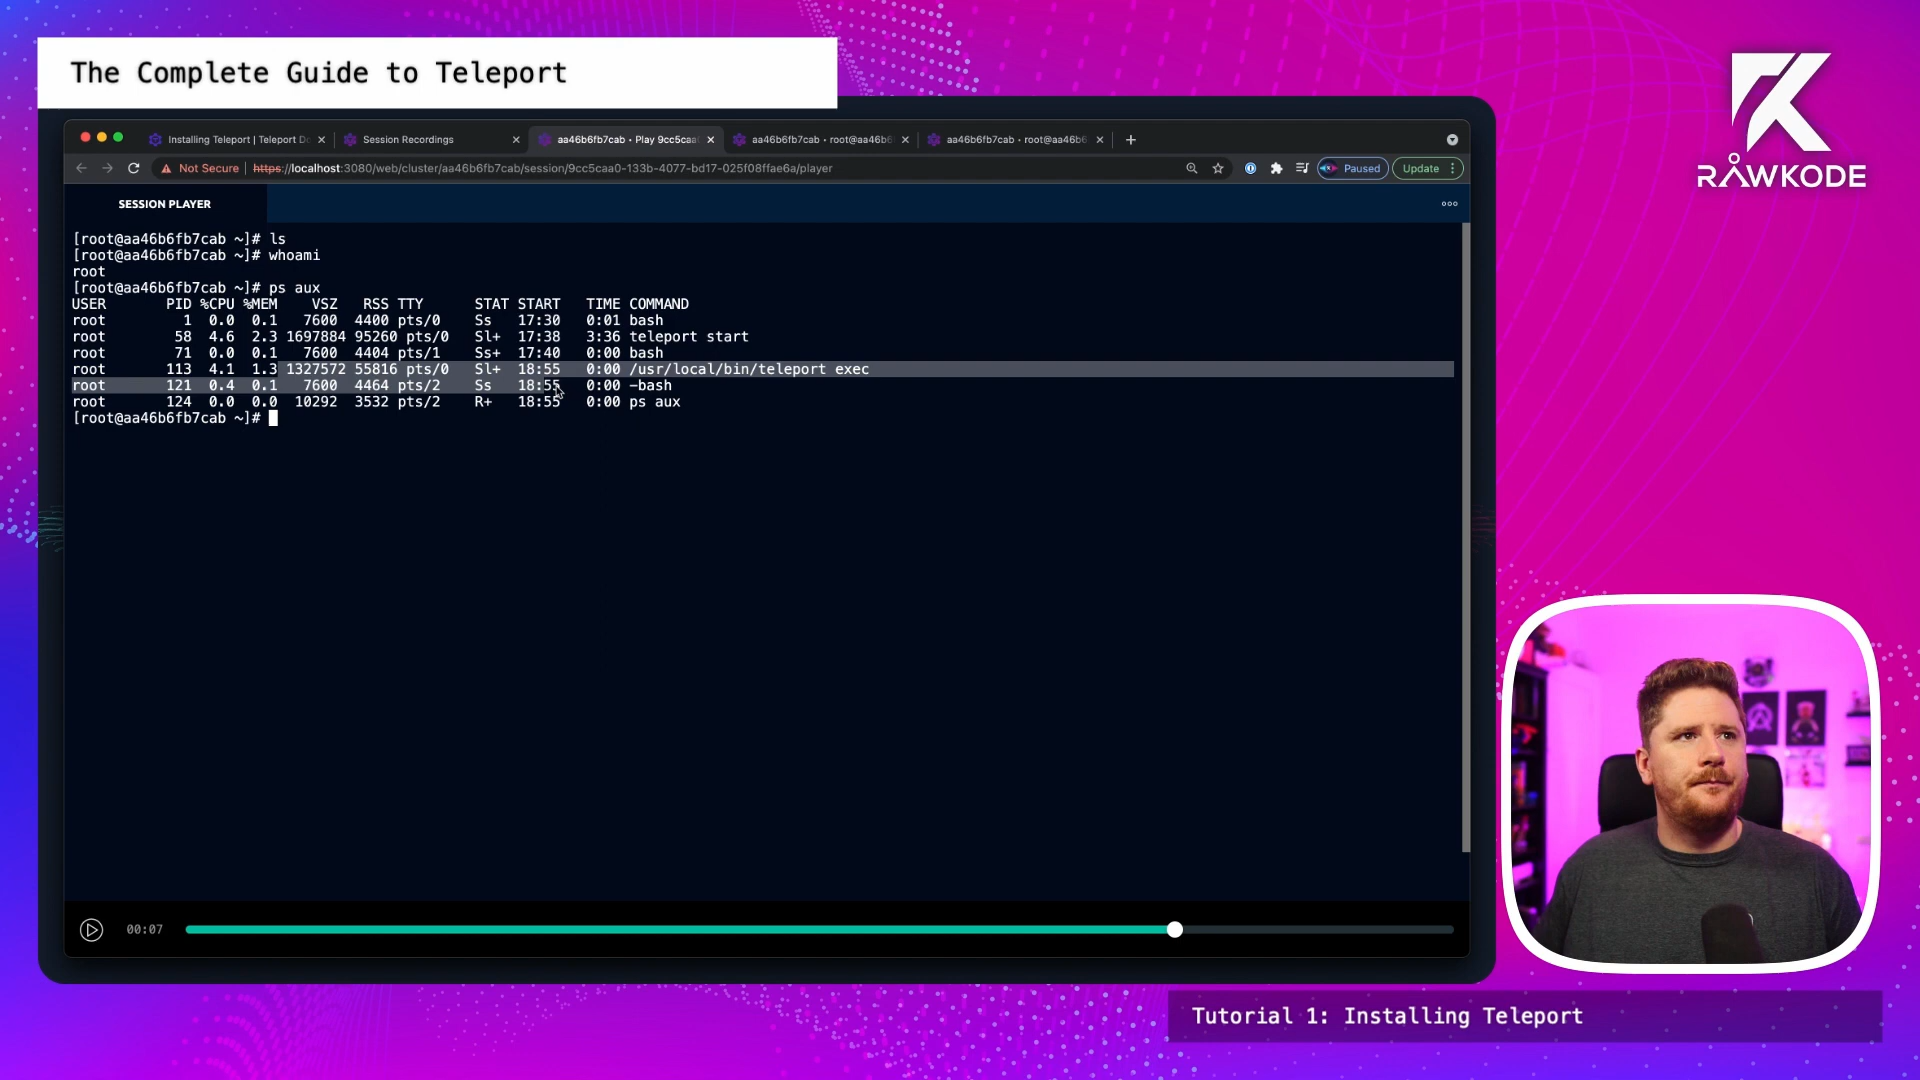 The Complete Guide to Teleport
RAWKODE
Installing Teleport | Teleport Do
Session Recordings
aa46b6fb7cab • Play 9cc5caa
aa46b6fb7cab • root@aa46b6
aa46b6fb7cab • root@aa46b6
Not Secure
https://localhost:3080/web/cluster/aa46b6fb7cab/session/9cc5caa0-133b-4077-bd17-025f08ffae6a/player
Paused
Update
SESSION PLAYER
[root@aa46b6fb7cab ~]# ls
[root@aa46b6fb7cab ~]# whoami
root
[root@aa46b6fb7cab ~]# ps aux
USER PID %CPU %MEM VSZ RSS TTY STAT START TIME COMMAND
root 1 0.0 0.1 7600 4400 pts/0 Ss 17:30 0:01 bash
root 58 4.6 2.3 1697884 95260 pts/0 Sl+ 17:38 3:36 teleport start
root 71 0.0 0.1 7600 4404 pts/1 Ss+ 17:40 0:00 bash
root 113 4.1 1.3 1327572 55816 pts/0 Sl+ 18:55 0:00 /usr/local/bin/teleport exec
root 121 0.4 0.1 7600 4464 pts/2 Ss 18:55 0:00 -bash
root 124 0.0 0.0 10292 3532 pts/2 R+ 18:55 0:00 ps aux
[root@aa46b6fb7cab ~]#
00:07
Tutorial 1: Installing Teleport